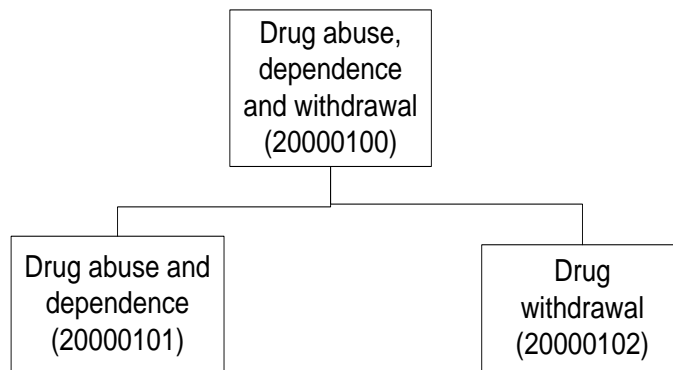 Drug abuse,
dependence
and withdrawal
(20000100)
Drug abuse and
dependence
(20000101)
Drug
withdrawal
(20000102)